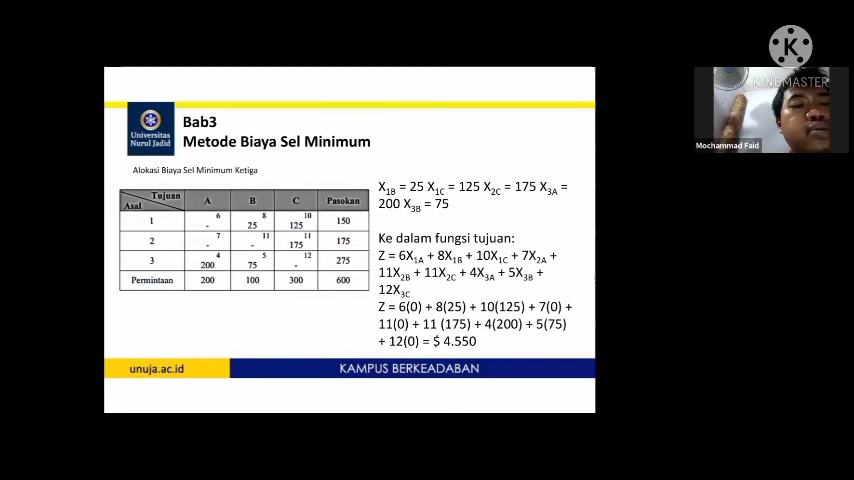 K
KINEMASTER
Mochammad Faid
Universitas
Nurul Jadid
Bab3
Metode Biaya Sel Minimum
Alokasi Biaya Sel Minimum Ketiga
Tujuan
Asal A B C Pasokan
1 6 - 8 25 10 125 150
2 7 - 11 - 11 175 175
3 4 200 5 75 12 - 275
Permintaan 200 100 300 600
X1B = 25 X1C = 125 X2C = 175 X3A =
200 X3B = 75
Ke dalam fungsi tujuan:
Z = 6X1A + 8X1B + 10X1C + 7X2A +
11X2B + 11X2C + 4X3A + 5X3B +
12X3C
Z = 6(0) + 8(25) + 10(125) + 7(0) +
11(0) + 11 (175) + 4(200) + 5(75)
+ 12(0) = $ 4.550
unuja.ac.id
KAMPUS BERKEADABAN